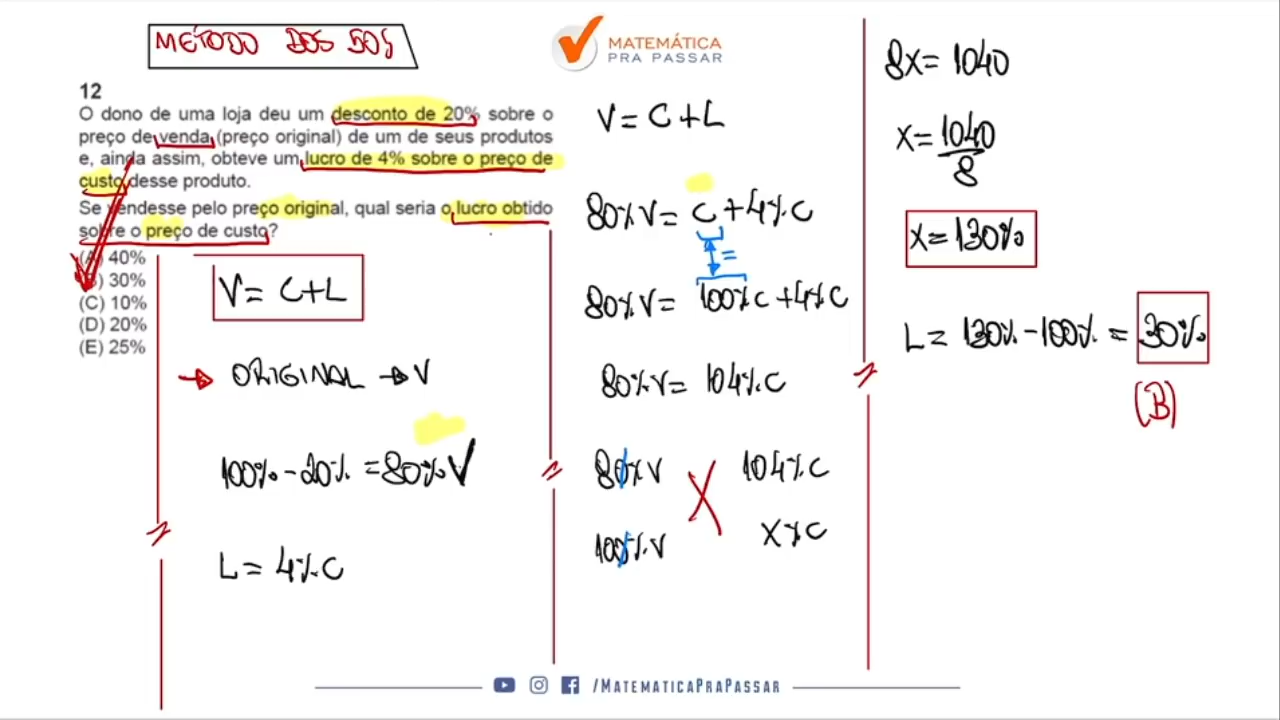 MÉTODO DOS 50$
MATEMÁTICA
PRA PASSAR
12
O dono de uma loja deu um desconto de 20% sobre o
preço de venda (preço original) de um de seus produtos
e, ainda assim, obteve um lucro de 4% sobre o preço de
custo desse produto.
Se vendesse pelo preço original, qual seria o lucro obtido
sobre o preço de custo?
(A) 40%
(B) 30%
(C) 10%
(D) 20%
(E) 25%
V = C+L
→ ORIGINAL → V
100% - 20% = 80% V
L = 4% C
V = C + L
80% V = C + 4% C
=
80% V = 100% C + 4% C
80% V = 104% C
80% V X 104% C
100% V X% C
8X = 1040
X = 1040
8
X = 130%
L = 130% - 100% = 30%
(B)
/MATEMATICAPRAPASSAR